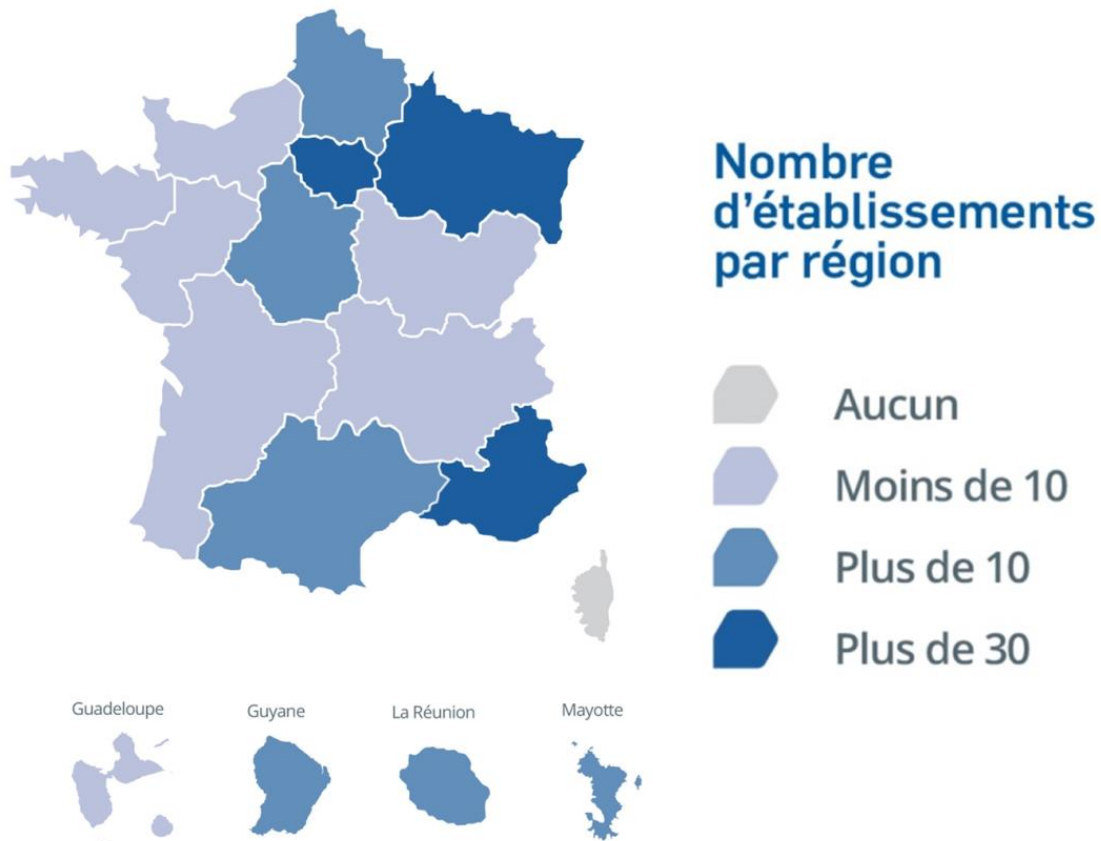 Nombre
d'établissements
par région
Aucun
Moins de 10
Plus de 10
Plus de 30
Guadeloupe
Guyane
La Réunion
Mayotte